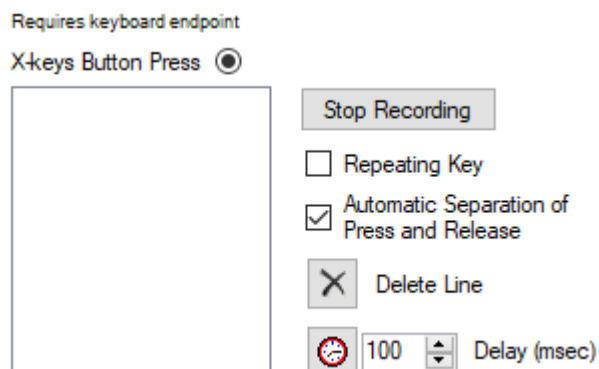 Requires keyboard endpoint
X-keys Button Press
Stop Recording
Repeating Key
Automatic Separation of
Press and Release
Delete Line
100 Delay (msec)